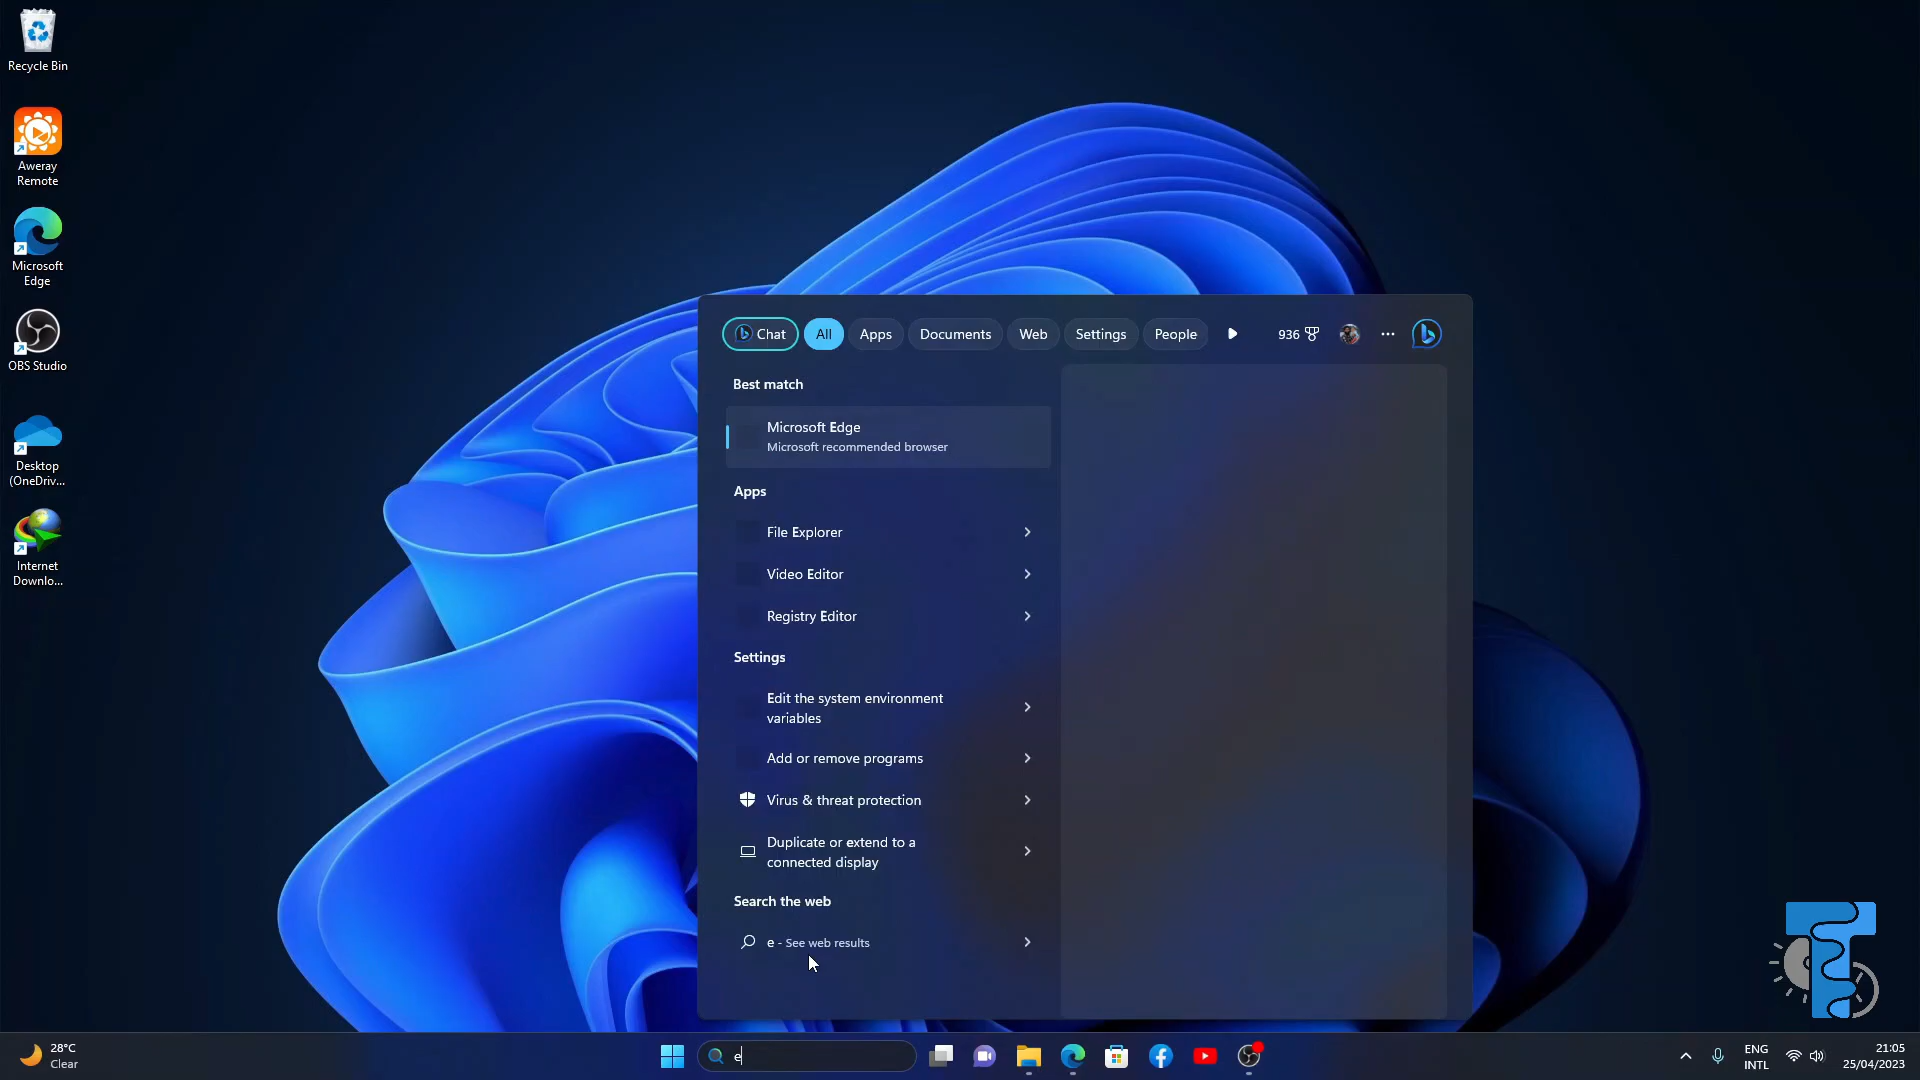 Recycle Bin
Aweray
Remote
Microsoft
Edge
OBS Studio
Desktop
(OneDriv...
Internet
Downlo...
Chat
All
Apps
Documents
Web
Settings
People
936
Best match
Microsoft Edge
Microsoft recommended browser
Apps
File Explorer
Video Editor
Registry Editor
Settings
Edit the system environment
variables
Add or remove programs
Virus & threat protection
Duplicate or extend to a
connected display
Search the web
e - See web results
28°C
Clear
e
ENG
INTL
21:05
25/04/2023